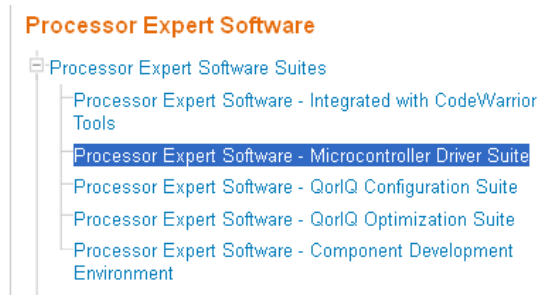 Processor Expert Software
Processor Expert Software Suites
Processor Expert Software - Integrated with CodeWarrior
Tools
Processor Expert Software - Microcontroller Driver Suite
Processor Expert Software - QorIQ Configuration Suite
Processor Expert Software - QorIQ Optimization Suite
Processor Expert Software - Component Development
Environment